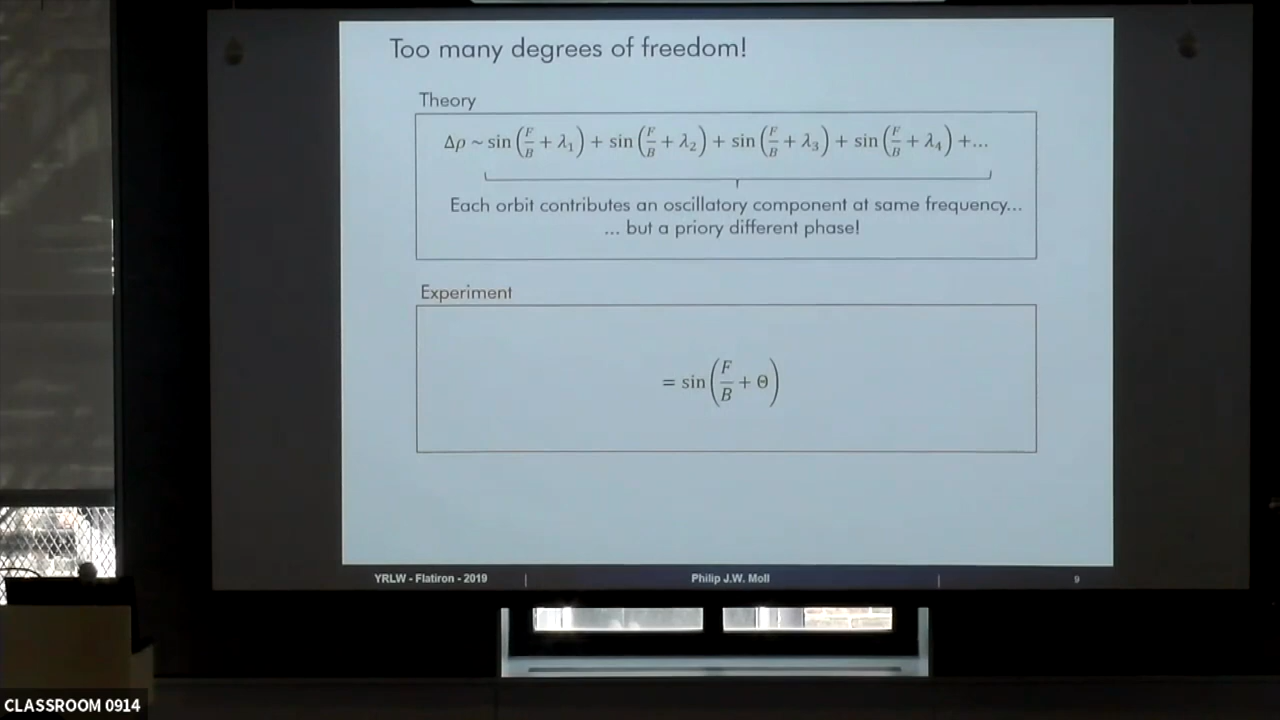 Too many degrees of freedom!
Theory
Δρ ~ sin(F/B + λ₁) + sin(F/B + λ₂) + sin(F/B + λ₃) + sin(F/B + λ₄) +...
Each orbit contributes an oscillatory component at same frequency...
... but a priory different phase!
Experiment
= sin(F/B + Θ)
YRLW - Flatiron - 2019 | Philip J.W. Moll | 9
CLASSROOM 0914